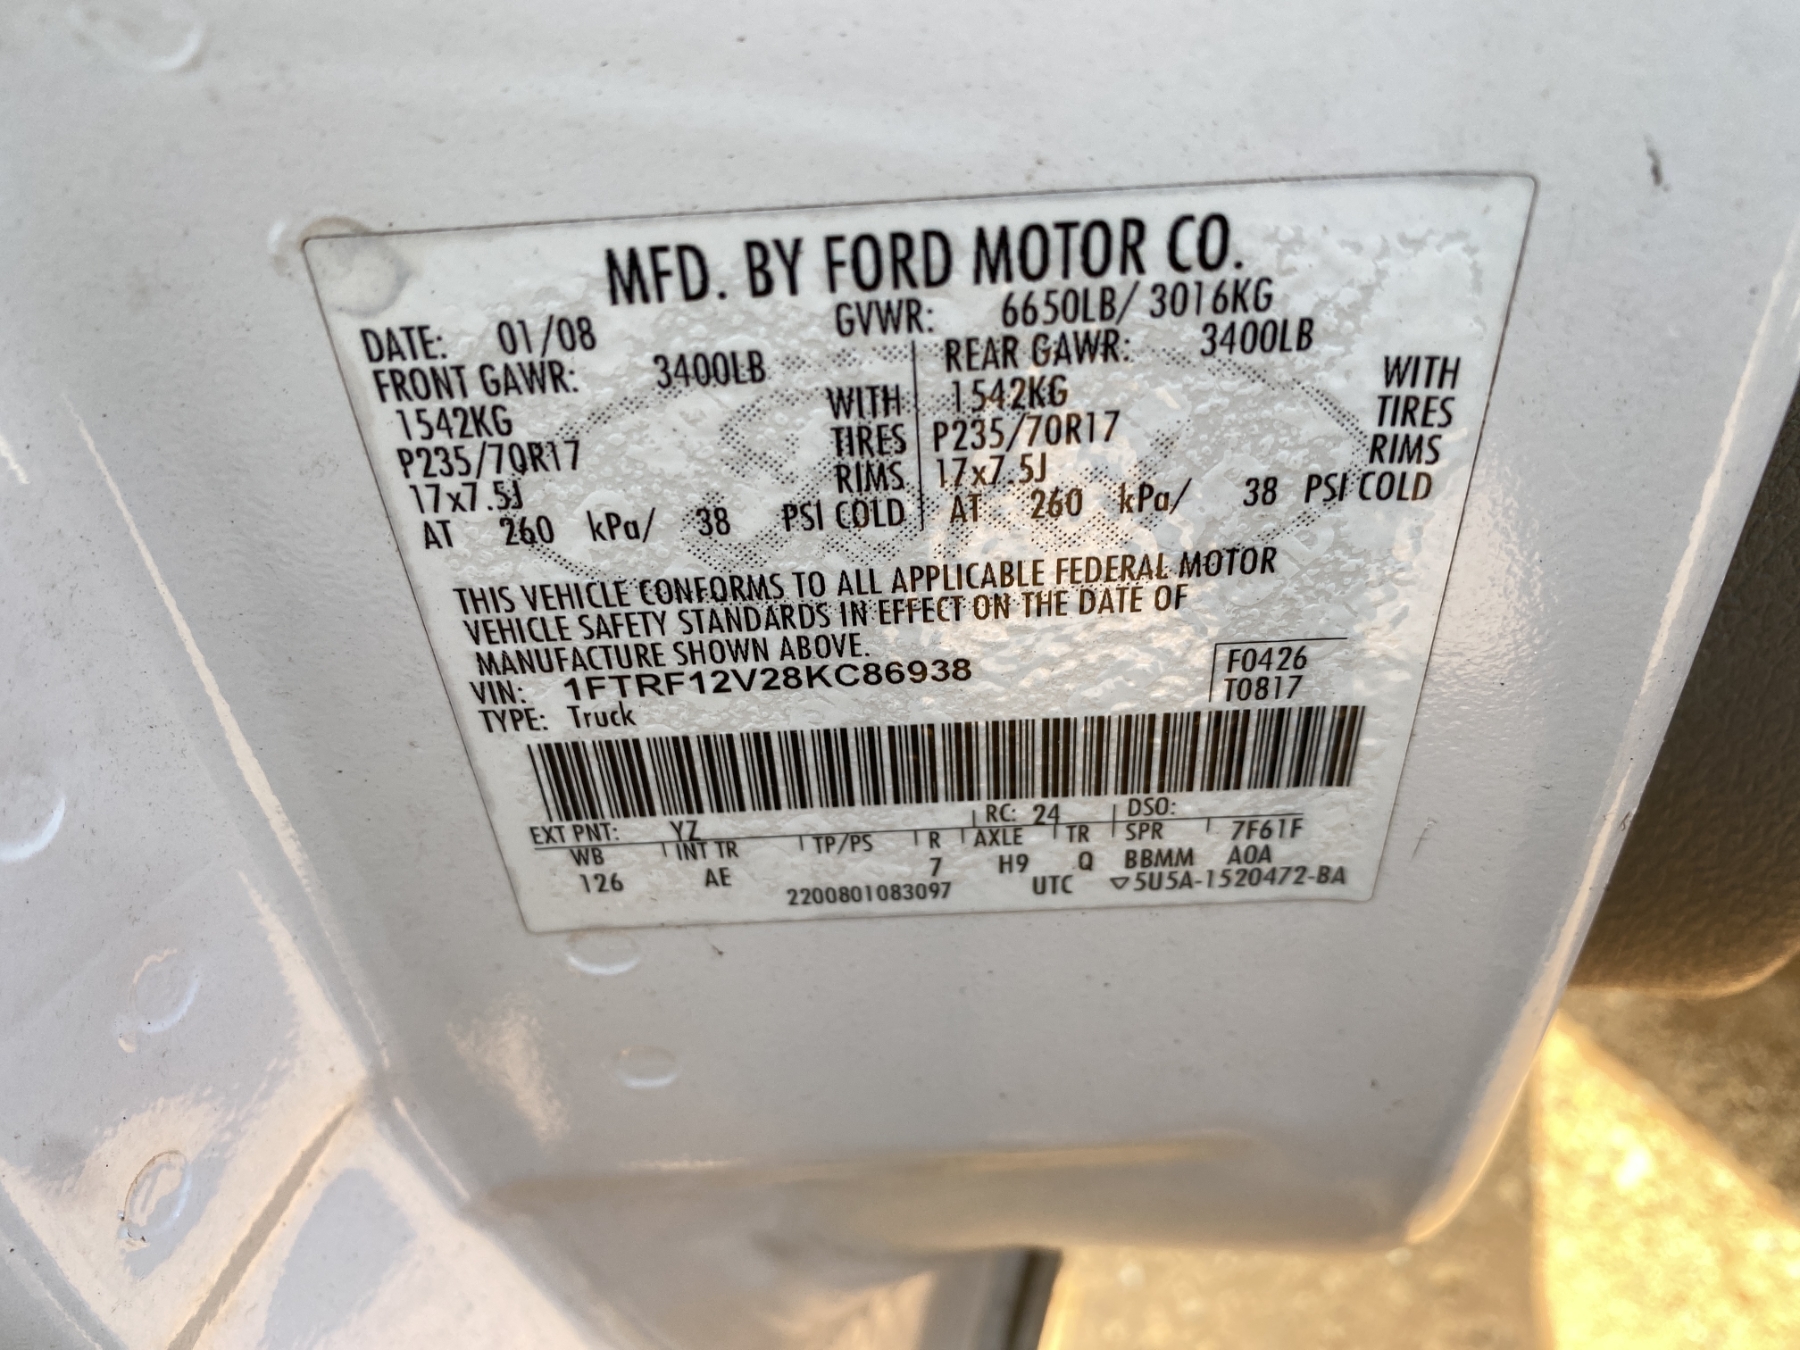 MFD. BY FORD MOTOR CO.
DATE: 01/08 GVWR: 6650LB/ 3016KG
FRONT GAWR: 3400LB REAR GAWR: 3400LB
1542KG WITH 1542KG WITH
P235/70R17 TIRES P235/70R17 TIRES
17x7.5J RIMS 17x7.5J RIMS
AT 260 kPa/ 38 PSI COLD AT 260 kPa/ 38 PSI COLD
THIS VEHICLE CONFORMS TO ALL APPLICABLE FEDERAL MOTOR
VEHICLE SAFETY STANDARDS IN EFFECT ON THE DATE OF
MANUFACTURE SHOWN ABOVE.
VIN: 1FTRF12V28KC86938 F0426
TYPE: Truck T0817
EXT PNT: YZ RC: 24 DSO:
WB INT TR TP/PS R AXLE TR SPR 7F61F
126 AE 7 H9 Q BBMM A0A
2200801083097 UTC ▽5U5A-1520472-BA